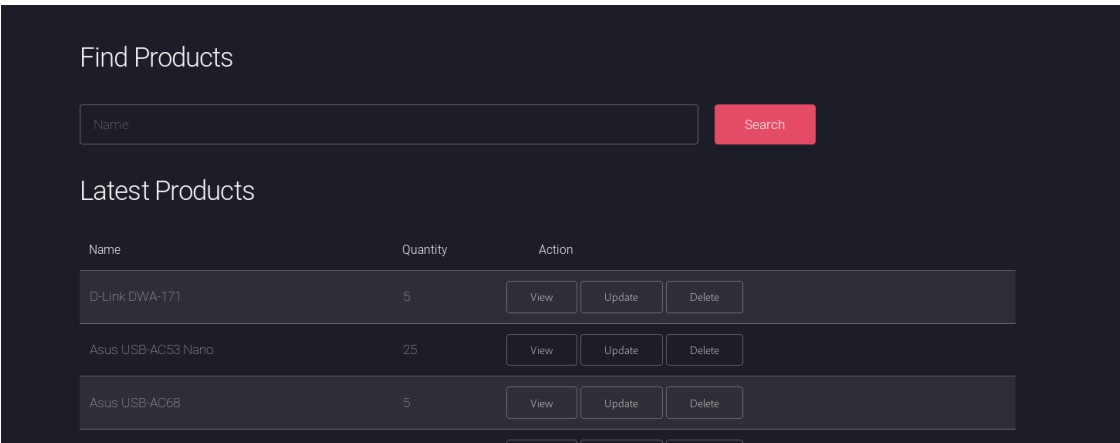 Find Products
Name
Search
Latest Products
Name Quantity Action
D-Link DWA-171 5 View Update Delete
Asus USB-AC53 Nano 25 View Update Delete
Asus USB-AC68 5 View Update Delete